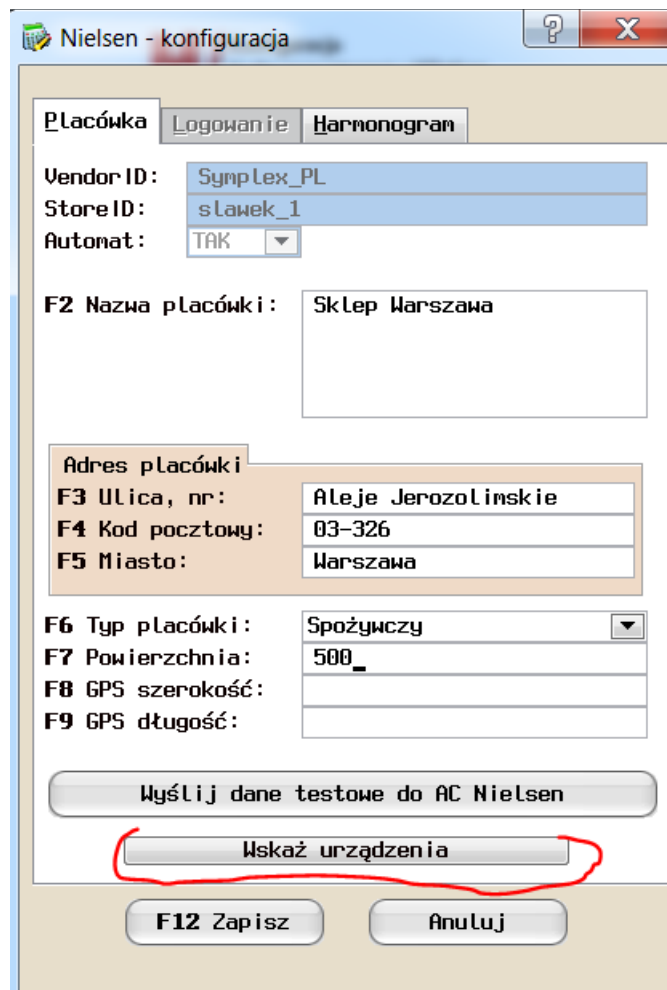 Nielsen - konfiguracja
Placówka Logowanie Harmonogram
VendorID: Symplex_PL
StoreID: slawek_1
Automat: TAK
F2 Nazwa placówki: Sklep Warszawa
Adres placówki
F3 Ulica, nr: Aleje Jerozolimskie
F4 Kod pocztowy: 03-326
F5 Miasto: Warszawa
F6 Typ placówki: Spożywczy
F7 Powierzchnia: 500_
F8 GPS szerokość:
F9 GPS długość:
Wyślij dane testowe do AC Nielsen
Wskaż urządzenia
F12 Zapisz Anuluj